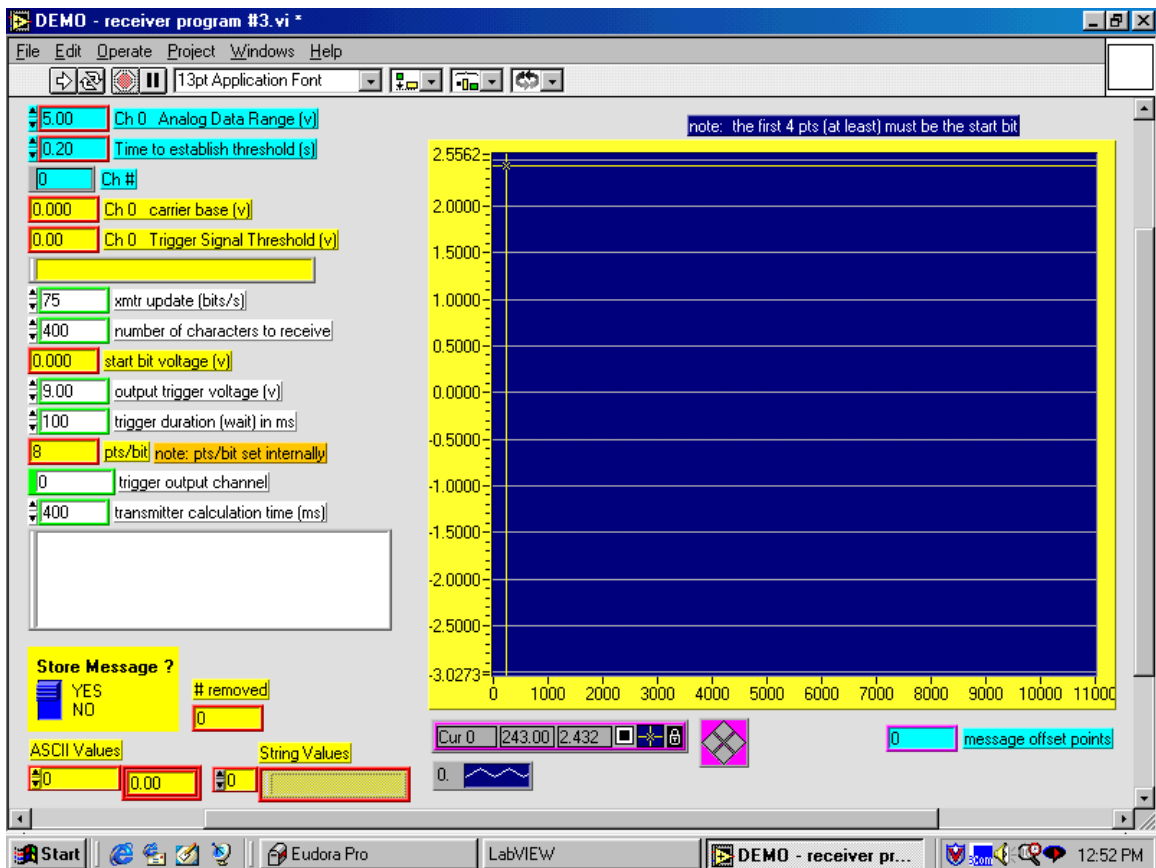 DEMO - receiver program #3.vi *
File Edit Operate Project Windows Help
13pt Application Font
5.00 Ch 0 Analog Data Range (v)
0.20 Time to establish threshold (s)
0 Ch #
0.000 Ch 0 carrier base (v)
0.00 Ch 0 Trigger Signal Threshold (v)
75 xmtr update (bits/s)
400 number of characters to receive
0.000 start bit voltage (v)
9.00 output trigger voltage (v)
100 trigger duration (wait) in ms
8 pts/bit note: pts/bit set internally
0 trigger output channel
400 transmitter calculation time (ms)
Store Message ?
YES
NO
# removed
0
ASCII Values
0 0.00
String Values
0
note: the first 4 pts (at least) must be the start bit
2.5562
2.0000
1.5000
1.0000
0.5000
0.0000
-0.5000
-1.0000
-1.5000
-2.0000
-2.5000
-3.0273
0 1000 2000 3000 4000 5000 6000 7000 8000 9000 10000 11000
Cur 0 243.00 2.432
0.
0 message offset points
Start Eudora Pro LabVIEW DEMO - receiver pr... 12:52 PM